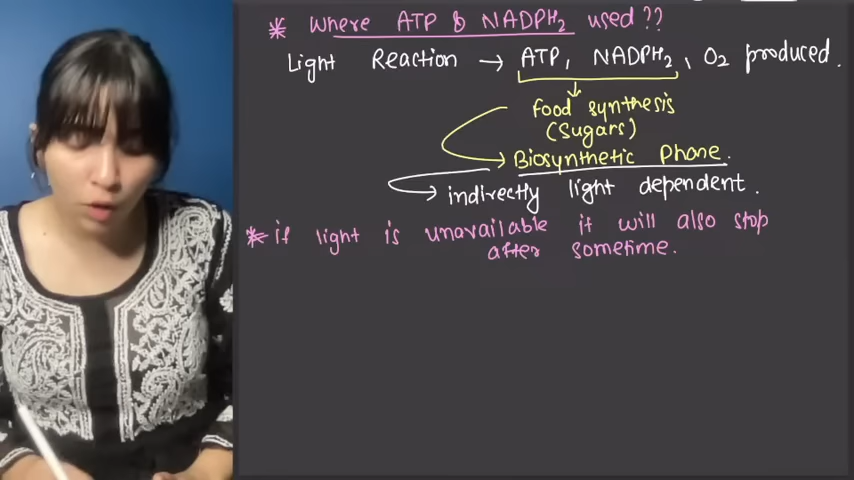 * Where ATP & NADPH₂ used ??
Light Reaction → ATP, NADPH₂, O₂ produced.
Food synthesis
(Sugars)
Biosynthetic Phone.
indirectly light dependent.
* if light is unavailable it will also stop
after sometime.